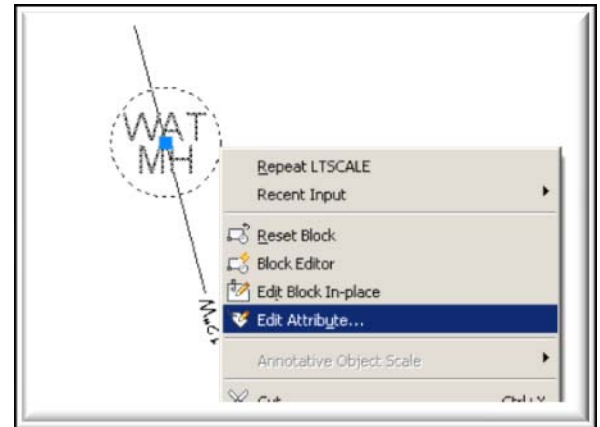 WAT
MH
Repeat LTSCALE
Recent Input
Reset Block
Block Editor
Edit Block In-place
Edit Attribute...
Annotative Object Scale